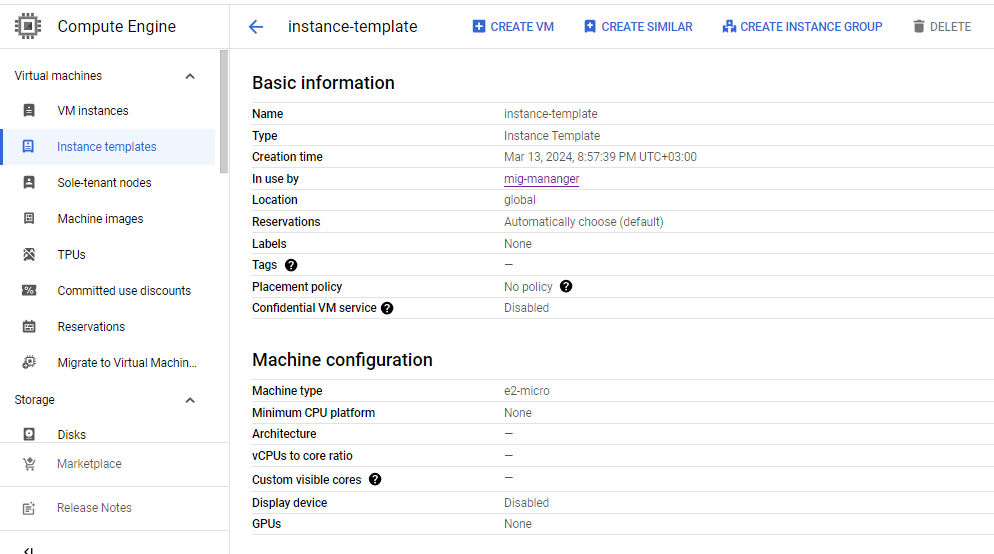 Compute Engine
instance-template
CREATE VM
CREATE SIMILAR
CREATE INSTANCE GROUP
DELETE
Virtual machines
VM instances
Instance templates
Sole-tenant nodes
Machine images
TPUs
Committed use discounts
Reservations
Migrate to Virtual Machin...
Storage
Disks
Marketplace
Release Notes
Basic information
Name instance-template
Type Instance Template
Creation time Mar 13, 2024, 8:57:39 PM UTC+03:00
In use by mig-mananger
Location global
Reservations Automatically choose (default)
Labels None
Tags —
Placement policy No policy
Confidential VM service Disabled
Machine configuration
Machine type e2-micro
Minimum CPU platform None
Architecture —
vCPUs to core ratio —
Custom visible cores —
Display device Disabled
GPUs None